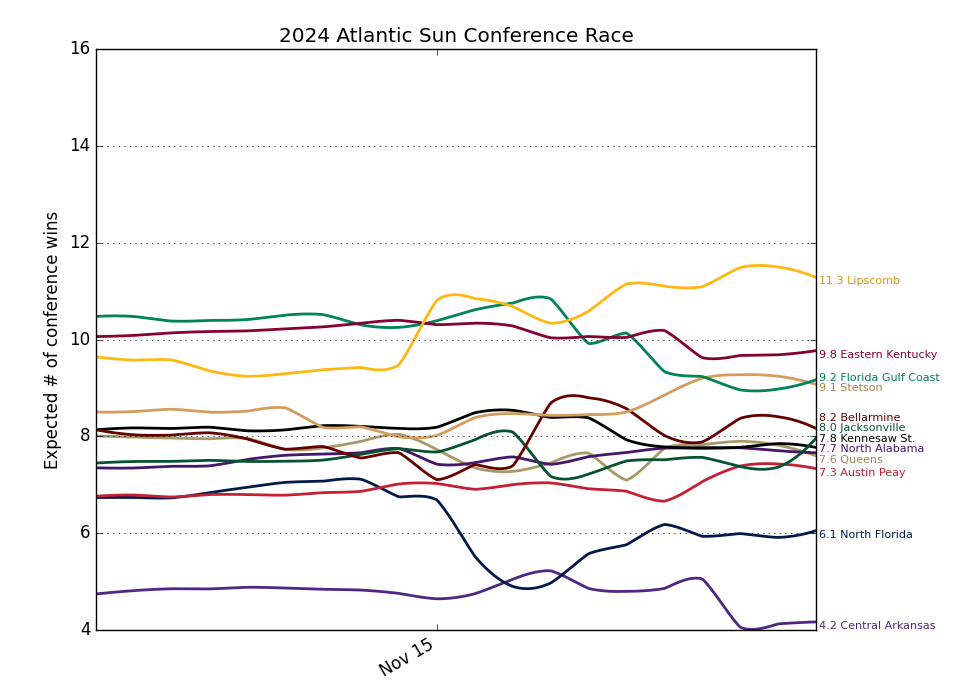 2024 Atlantic Sun Conference Race
Expected # of conference wins
16
14
12
10
8
6
4
Nov 15
11.3 Lipscomb
9.8 Eastern Kentucky
9.2 Florida Gulf Coast
9.1 Stetson
8.2 Bellarmine
8.0 Jacksonville
7.8 Kennesaw St.
7.7 North Alabama
7.6 Queens
7.3 Austin Peay
6.1 North Florida
4.2 Central Arkansas